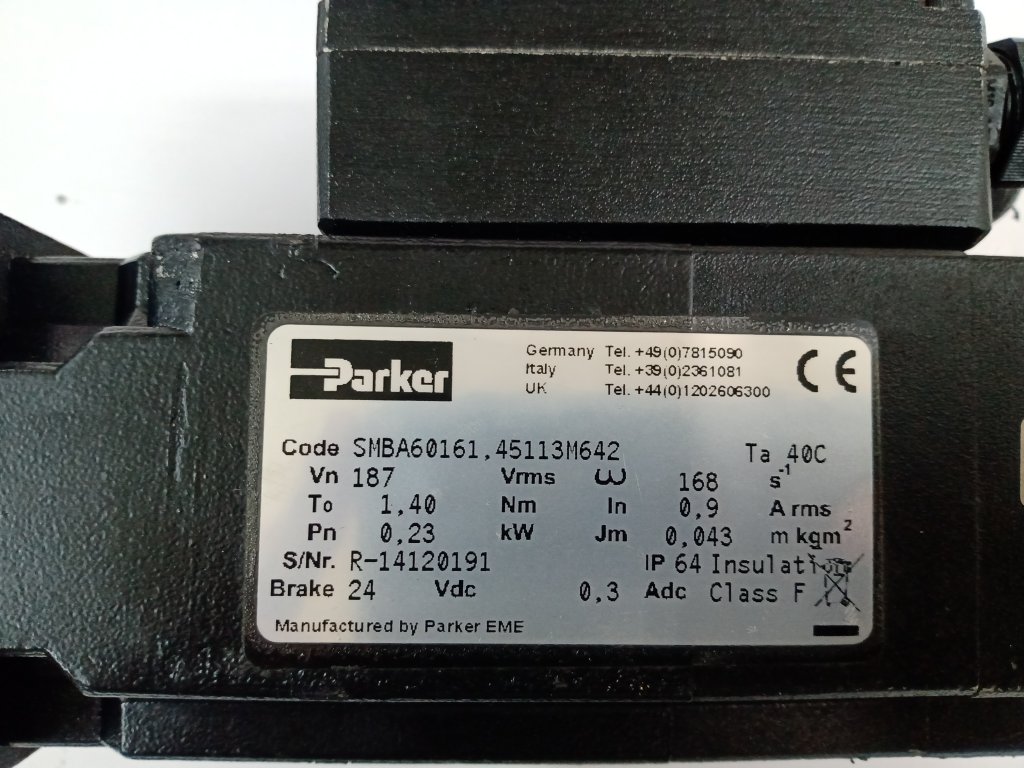 Parker
Germany Tel. +49(0)7815090
Italy Tel. +39(0)2361081
UK Tel. +44(0)1202606300
CE
Code SMBA60161,45113M642 Ta 40C
Vn 187 Vrms ω 168 s⁻¹
To 1,40 Nm In 0,9 A rms
Pn 0,23 kW Jm 0,043 m kgm²
S/Nr. R-14120191 IP 64 Insulation
Brake 24 Vdc 0,3 Adc Class F
Manufactured by Parker EME